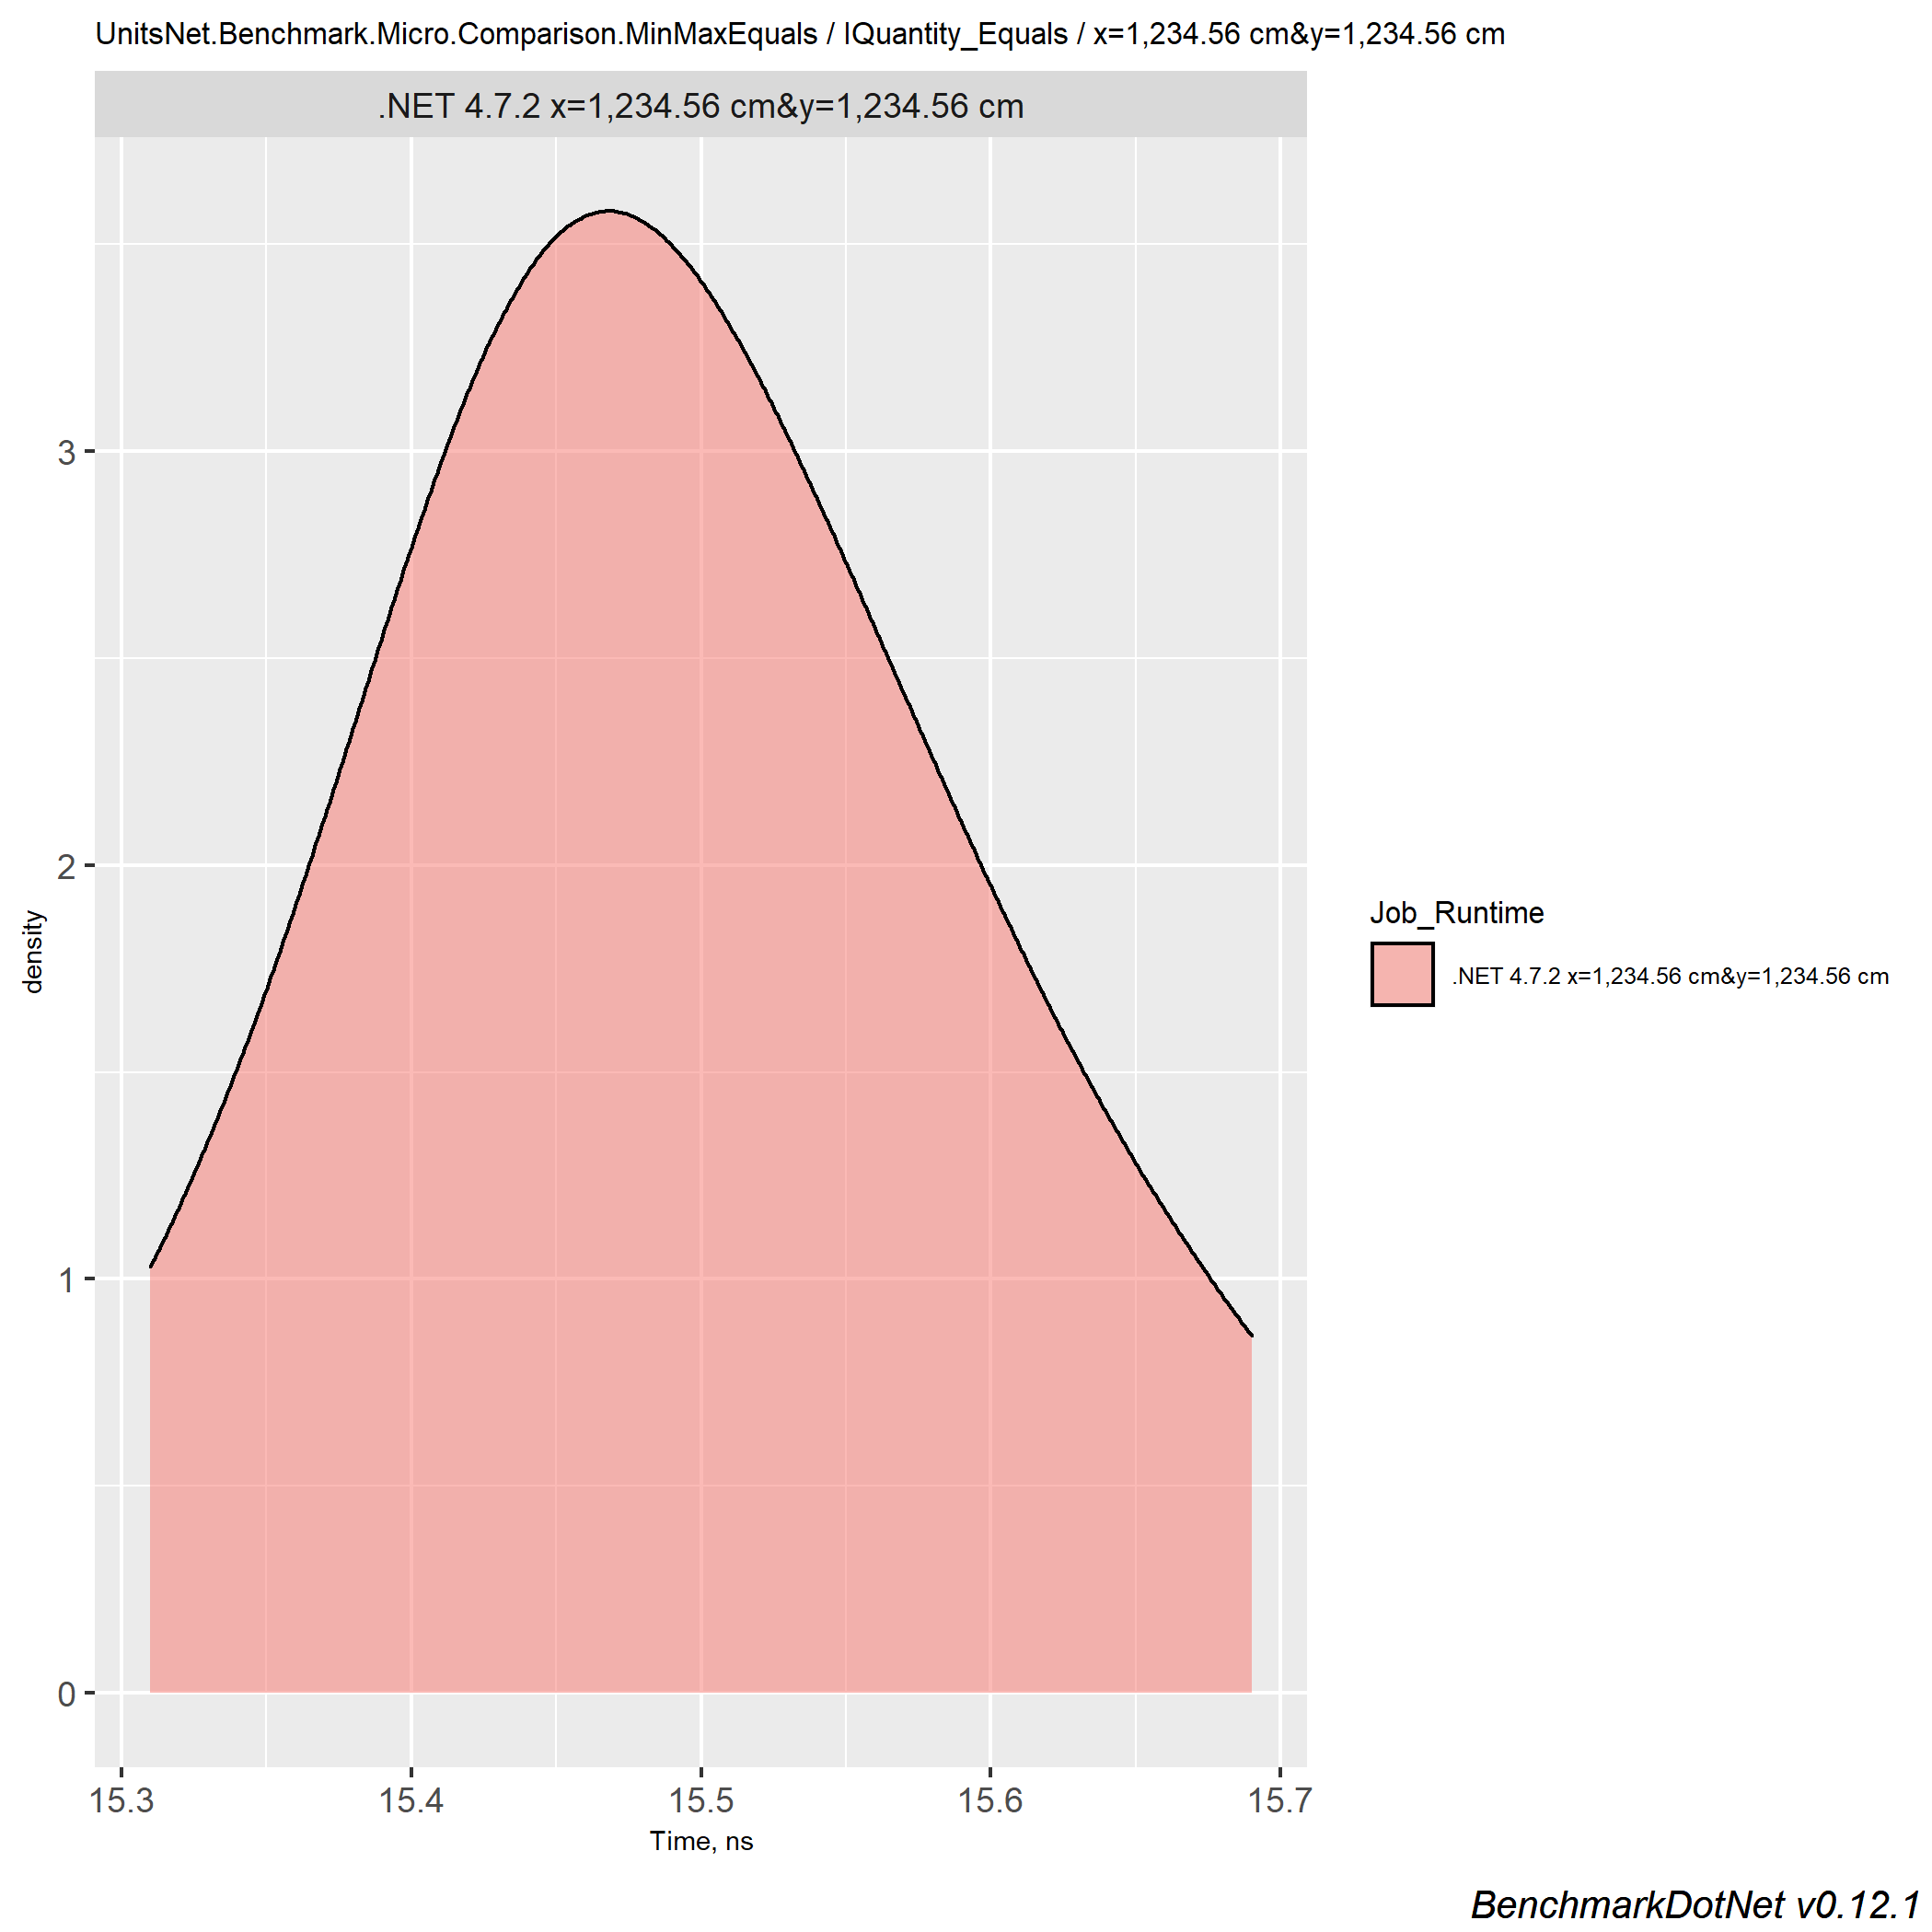 UnitsNet.Benchmark.Micro.Comparison.MinMaxEquals / IQuantity_Equals / x=1,234.56 cm&y=1,234.56 cm
.NET 4.7.2 x=1,234.56 cm&y=1,234.56 cm
3
2
1
0
density
15.3 15.4 15.5 15.6 15.7
Time, ns
Job_Runtime
.NET 4.7.2 x=1,234.56 cm&y=1,234.56 cm
BenchmarkDotNet v0.12.1